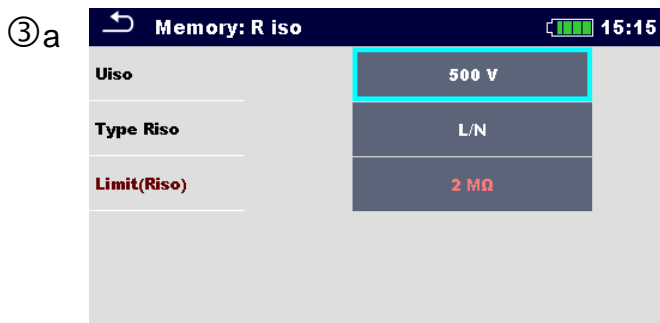 ③a
Memory: R iso 15:15
Uiso 500 V
Type Riso L/N
Limit(Riso) 2 MΩ